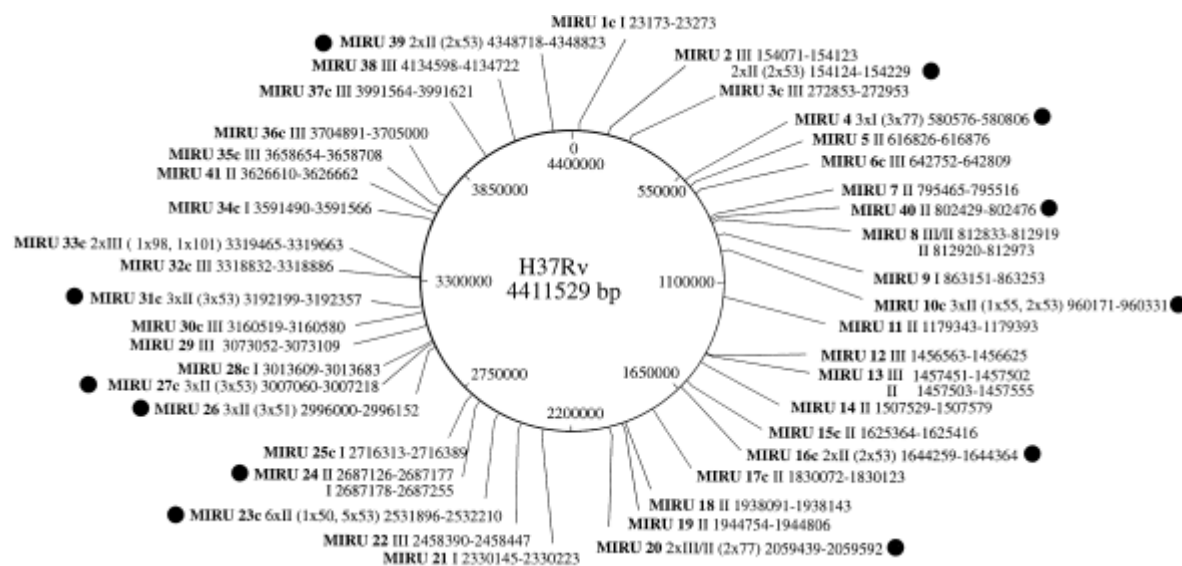 MIRU 1c I 23173-23273
MIRU 2 III 154071-154123
2xII (2x53) 154124-154229
MIRU 3c III 272853-272953
MIRU 4 3xI (3x77) 580576-580806
MIRU 5 II 616826-616876
MIRU 6c III 642752-642809
MIRU 7 II 795465-795516
MIRU 40 II 802429-802476
MIRU 8 III/II 812833-812919
II 812920-812973
MIRU 9 I 863151-863253
MIRU 10c 3xII (1x55, 2x53) 960171-960331
MIRU 11 II 1179343-1179393
MIRU 12 III 1456563-1456625
MIRU 13 III 1457451-1457502
II 1457503-1457555
MIRU 14 II 1507529-1507579
MIRU 15c II 1625364-1625416
MIRU 16c 2xII (2x53) 1644259-1644364
MIRU 17c II 1830072-1830123
MIRU 18 II 1938091-1938143
MIRU 19 II 1944754-1944806
MIRU 20 2xIII/II (2x77) 2059439-2059592
MIRU 21 I 2330145-2330223
MIRU 22 III 2458390-2458447
MIRU 23c 6xII (1x50, 5x53) 2531896-2532210
MIRU 24 II 2687126-2687177
I 2687178-2687255
MIRU 25c I 2716313-2716389
MIRU 26 3xII (3x51) 2996000-2996152
MIRU 27c 3xII (3x53) 3007060-3007218
MIRU 28c I 3013609-3013683
MIRU 29 III 3073052-3073109
MIRU 30c III 3160519-3160580
MIRU 31c 3xII (3x53) 3192199-3192357
MIRU 32c III 3318832-3318886
MIRU 33c 2xIII ( 1x98, 1x101) 3319465-3319663
MIRU 34c I 3591490-3591566
MIRU 41 II 3626610-3626662
MIRU 35c III 3658654-3658708
MIRU 36c III 3704891-3705000
MIRU 37c III 3991564-3991621
MIRU 38 III 4134598-4134722
MIRU 39 2xII (2x53) 4348718-4348823
0
4400000
550000
1100000
1650000
2200000
2750000
3300000
3850000
H37Rv
4411529 bp